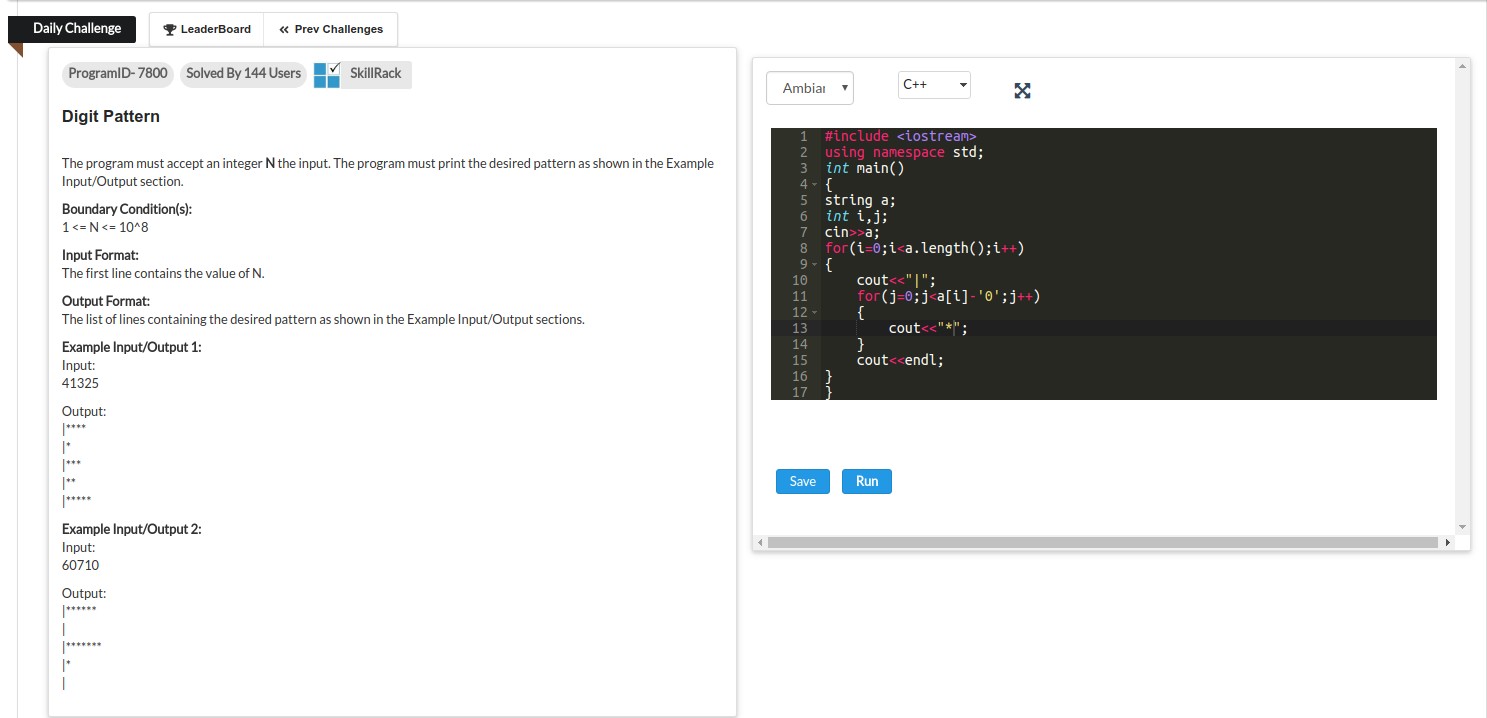 Daily Challenge
LeaderBoard
« Prev Challenges
ProgramID- 7800
Solved By 144 Users
SkillRack
Digit Pattern
The program must accept an integer N the input. The program must print the desired pattern as shown in the Example
Input/Output section.
Boundary Condition(s):
1 <= N <= 10^8
Input Format:
The first line contains the value of N.
Output Format:
The list of lines containing the desired pattern as shown in the Example Input/Output sections.
Example Input/Output 1:
Input:
41325
Output:
|****
|*
|***
|**
|*****
Example Input/Output 2:
Input:
60710
Output:
|******
|
|*******
|*
|
Ambiar
C++
1 #include <iostream>
2 using namespace std;
3 int main()
4 {
5 string a;
6 int i,j;
7 cin>>a;
8 for(i=0;i<a.length();i++)
9 {
10 cout<<"|";
11 for(j=0;j<a[i]-'0';j++)
12 {
13 cout<<"*";
14 }
15 cout<<endl;
16 }
17 }
Save
Run